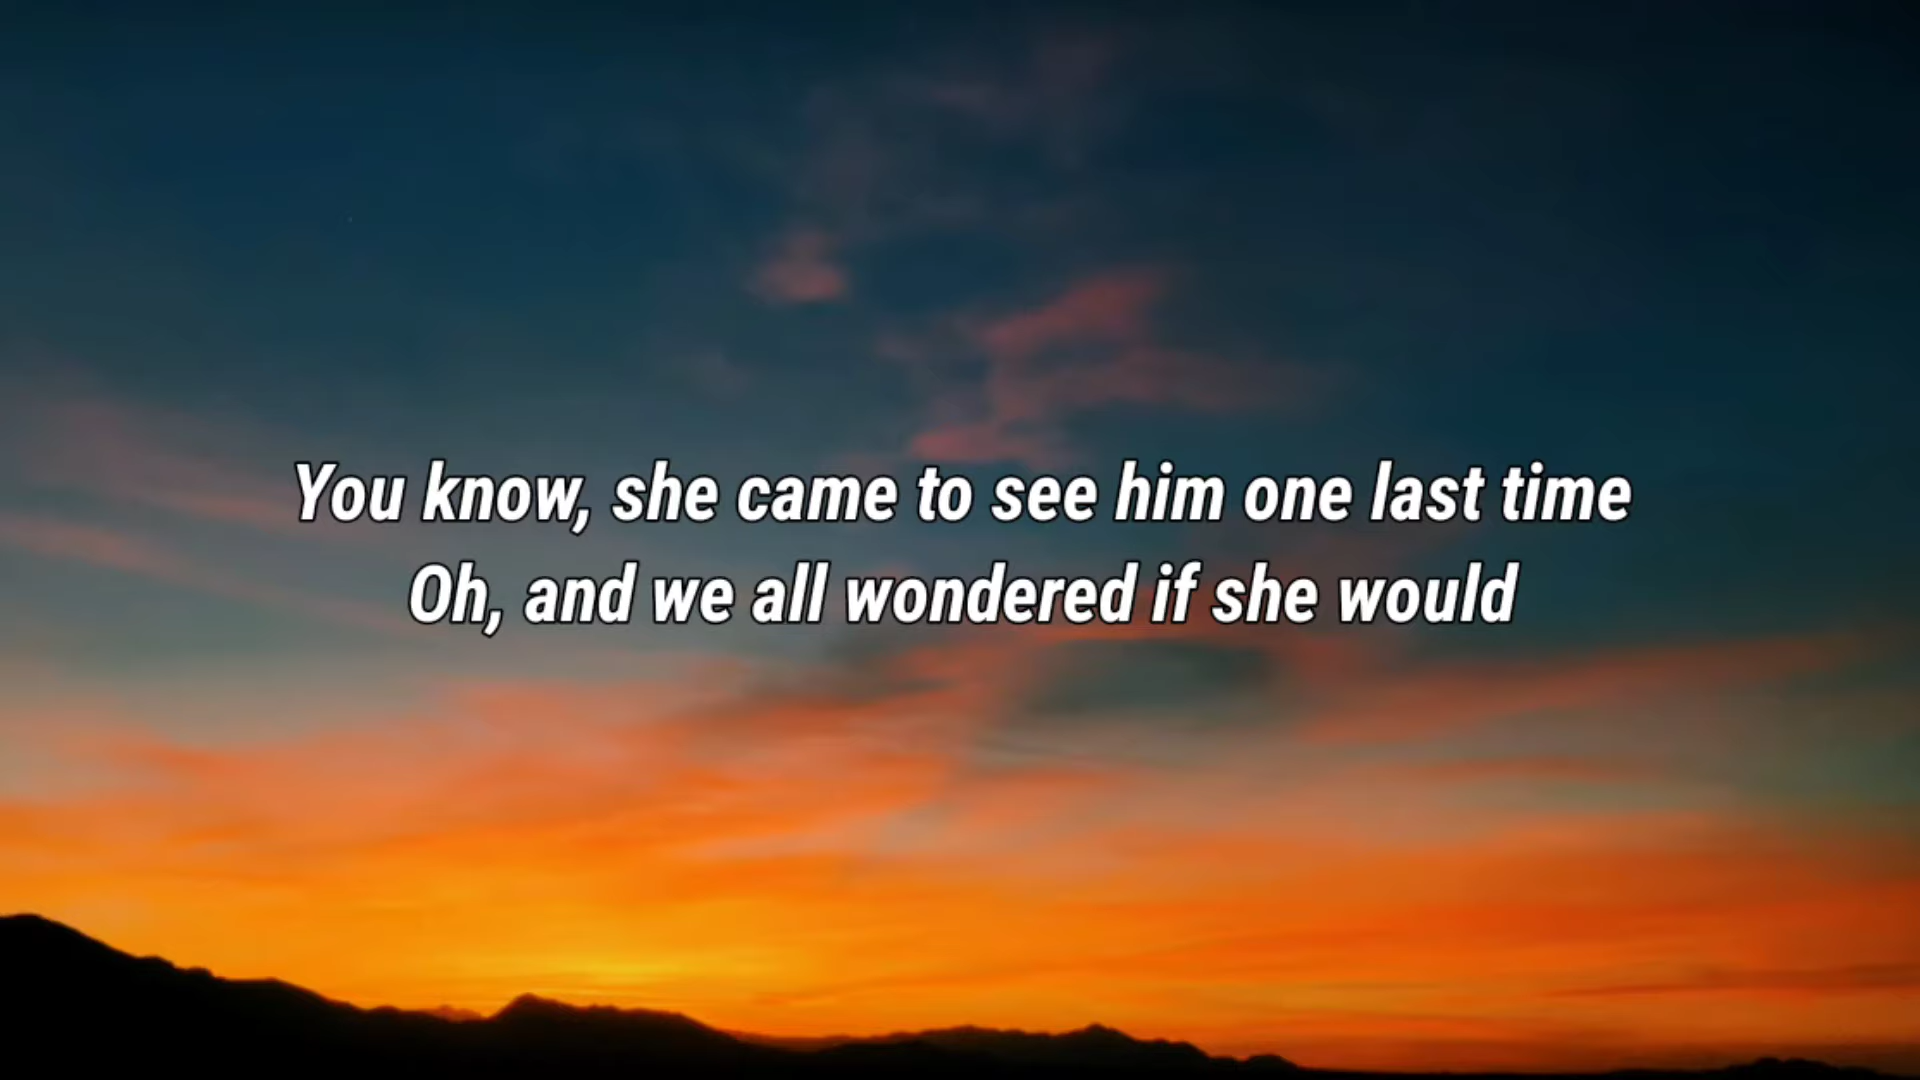 You know, she came to see him one last time
Oh, and we all wondered if she would